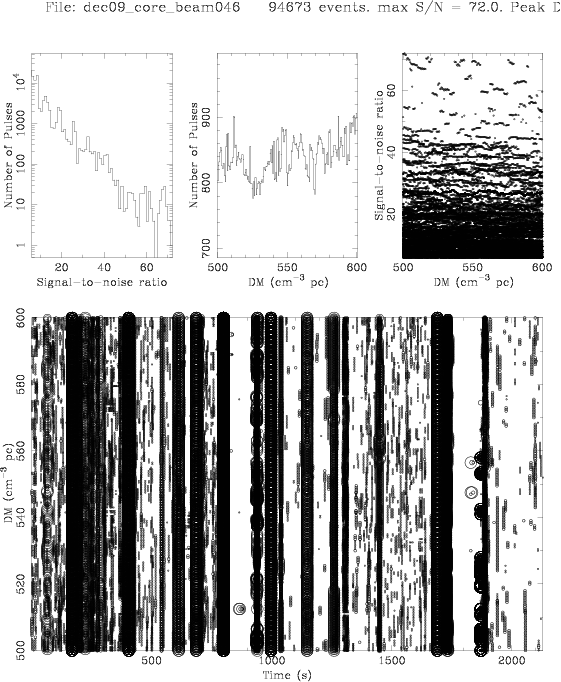 File: dec09_core_beam046 94673 events. max S/N = 72.0. Peak D
Number of Pulses
10⁴
1000
100
10
1
20 40 60
Signal−to−noise ratio
Number of Pulses
900
800
700
500 550 600
DM (cm⁻³ pc)
Signal−to−noise ratio
60
40
20
500 550 600
DM (cm⁻³ pc)
DM (cm⁻³ pc)
600
580
560
540
520
500
500 1000 1500 2000
Time (s)